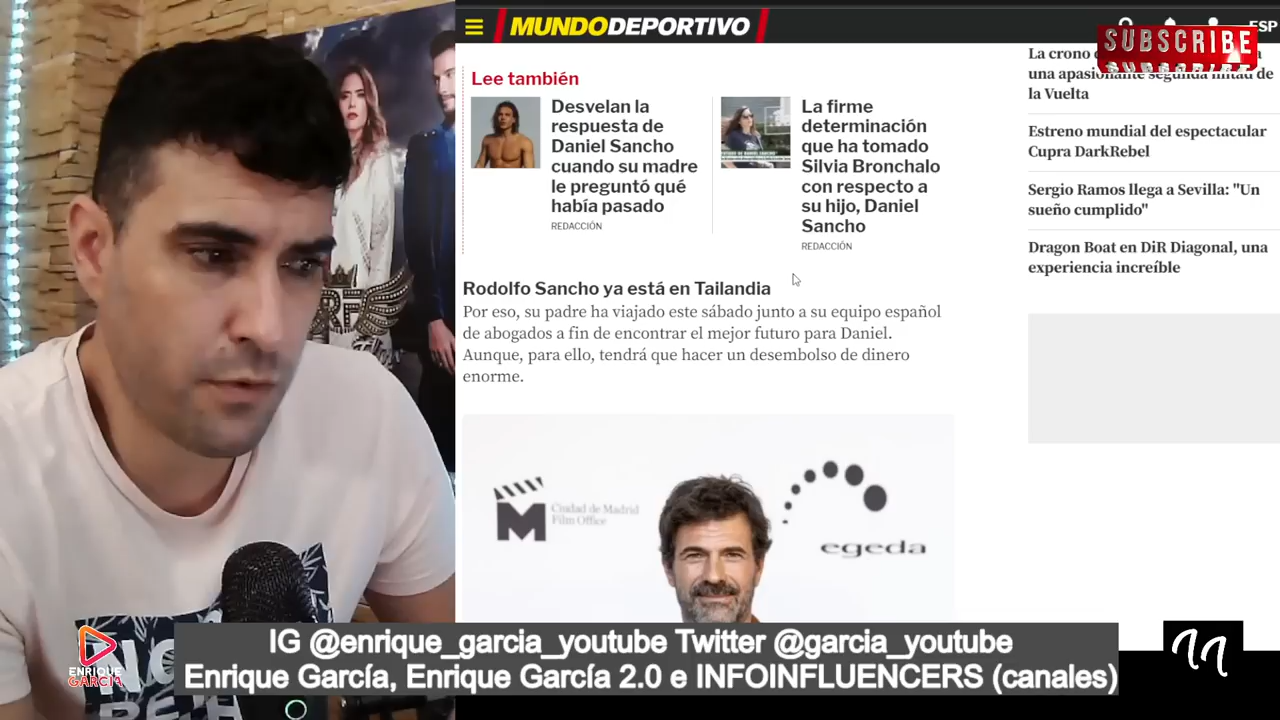 MUNDODEPORTIVO
ESP
SUBSCRIBE
Lee también
Desvelan la
respuesta de
Daniel Sancho
cuando su madre
le preguntó qué
había pasado
REDACCIÓN
La firme
determinación
que ha tomado
Silvia Bronchalo
con respecto a
su hijo, Daniel
Sancho
REDACCIÓN
Rodolfo Sancho ya está en Tailandia
Por eso, su padre ha viajado este sábado junto a su equipo español
de abogados a fin de encontrar el mejor futuro para Daniel.
Aunque, para ello, tendrá que hacer un desembolso de dinero
enorme.
Ciudad de Madrid
Film Office
egeda
La crono
una apasionante segunda mitad de
la Vuelta
Estreno mundial del espectacular
Cupra DarkRebel
Sergio Ramos llega a Sevilla: "Un
sueño cumplido"
Dragon Boat en DiR Diagonal, una
experiencia increíble
ENRIQUE
GARCÍA
IG @enrique_garcia_youtube Twitter @garcia_youtube
Enrique García, Enrique García 2.0 e INFOINFLUENCERS (canales)